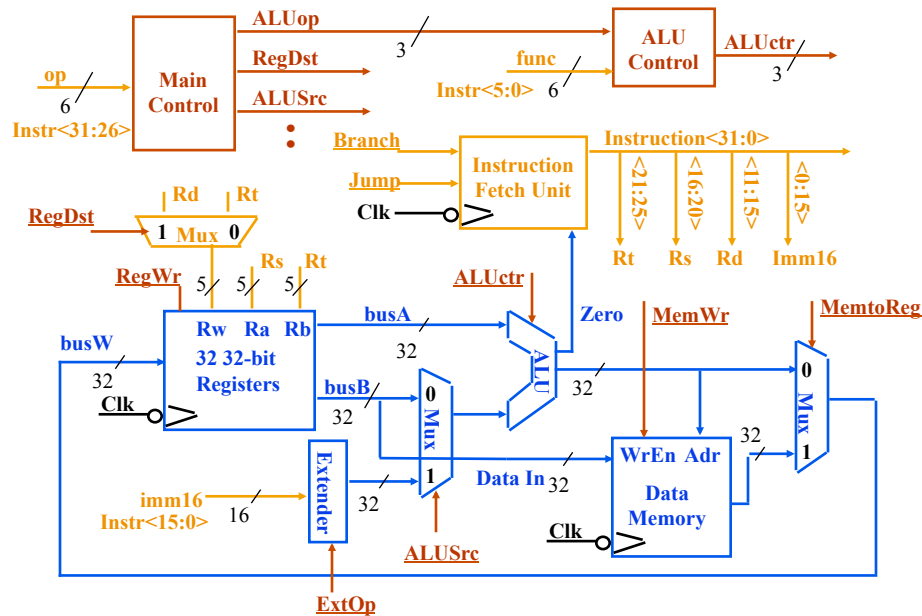 ALUop
3
RegDst
ALUSrc
op
6
Instr<31:26>
Main
Control
func
6
Instr<5:0>
ALU
Control
ALUctr
3
Branch
Jump
Clk
Instruction
Fetch Unit
Instruction<31:0>
<21:25>
<16:20>
<11:15>
<0:15>
Rt
Rs
Rd
Imm16
Rd
Rt
RegDst
1 Mux 0
RegWr
5
Rs
5
Rt
5
busW
32
Rw Ra Rb
32 32-bit
Registers
Clk
busA
32
busB
32
ALUctr
ALU
Zero
32
0
Mux
1
imm16
Instr<15:0>
16
Extender
32
ExtOp
ALUSrc
Data In
32
MemWr
WrEn Adr
Data
Memory
Clk
32
MemtoReg
0
Mux
1